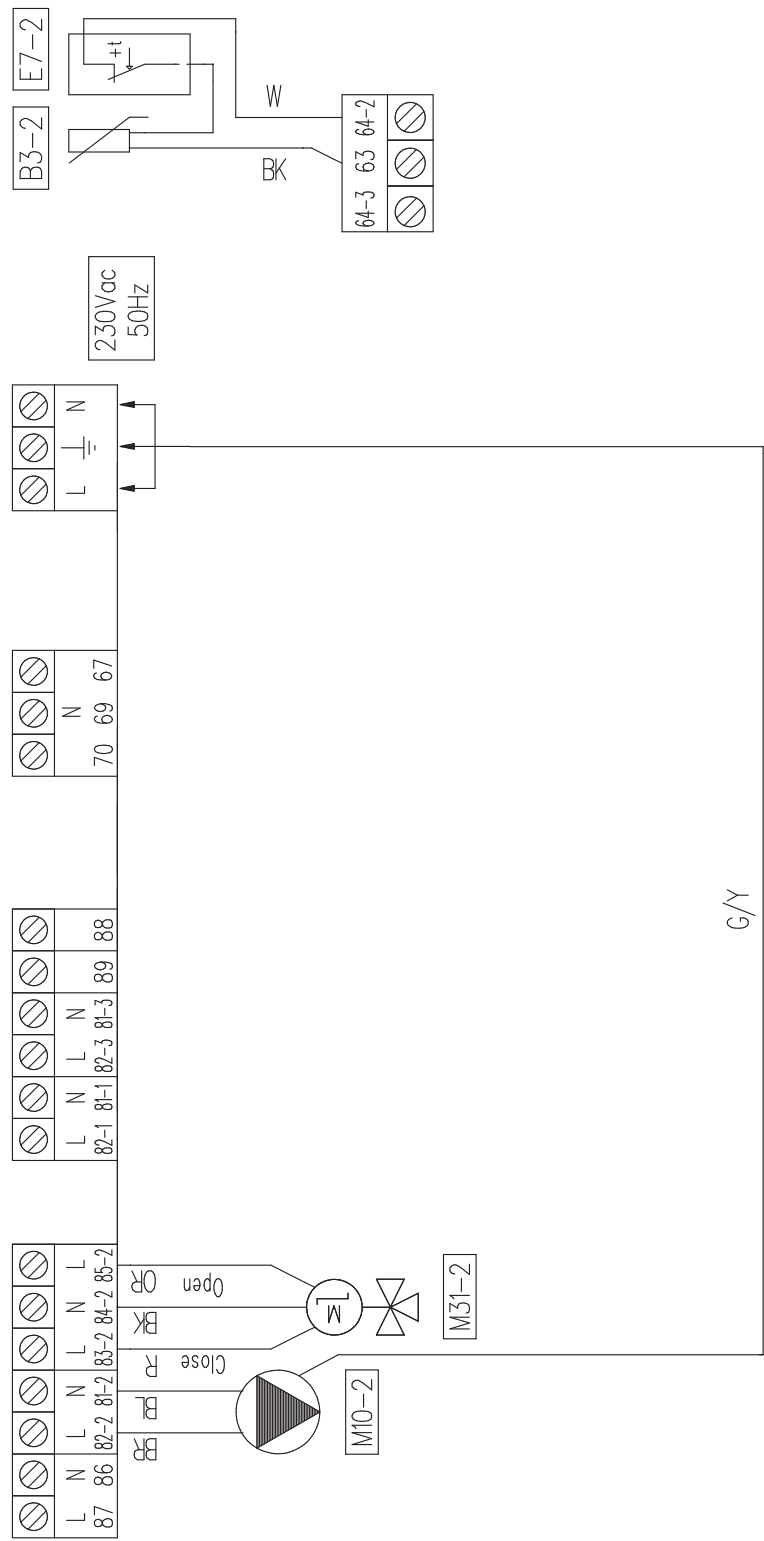 E7-2
B3-2
+t
W
BK
64-2
63
64-3
230Vac
50Hz
N
L
67
N
69
70
88
89
N
81-3
L
82-3
N
81-1
L
82-1
L
85-2
N
84-2
L
83-2
N
81-2
L
82-2
N
86
L
87
OR
Open
BK
R
Close
BL
BR
M
M31-2
M10-2
G/Y